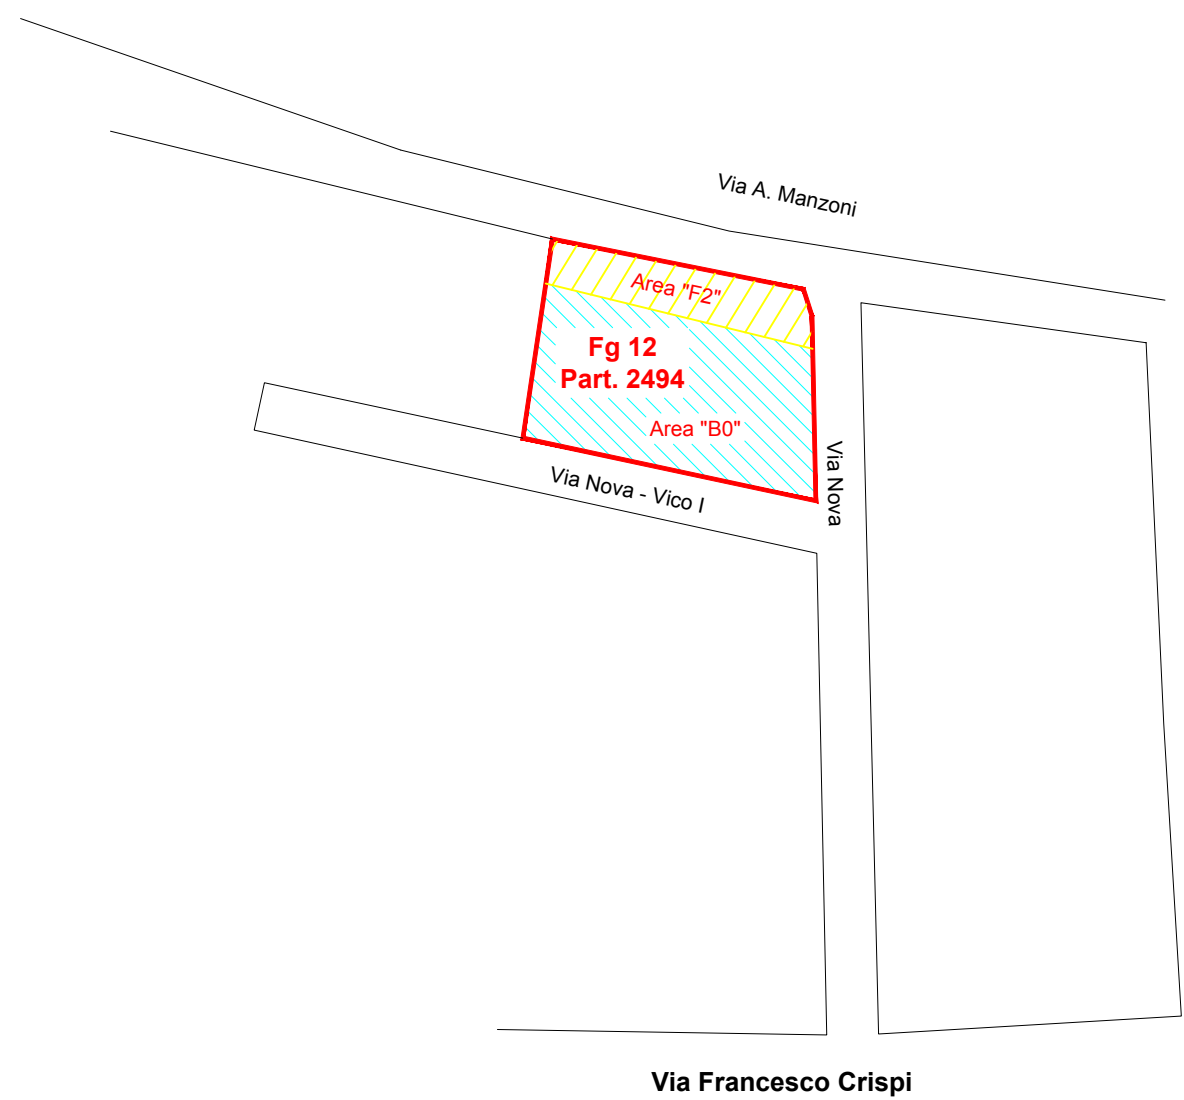 Via A. Manzoni
Area "F2"
Fg 12
Part. 2494
Area "B0"
Via Nova
Via Nova - Vico I
Via Francesco Crispi